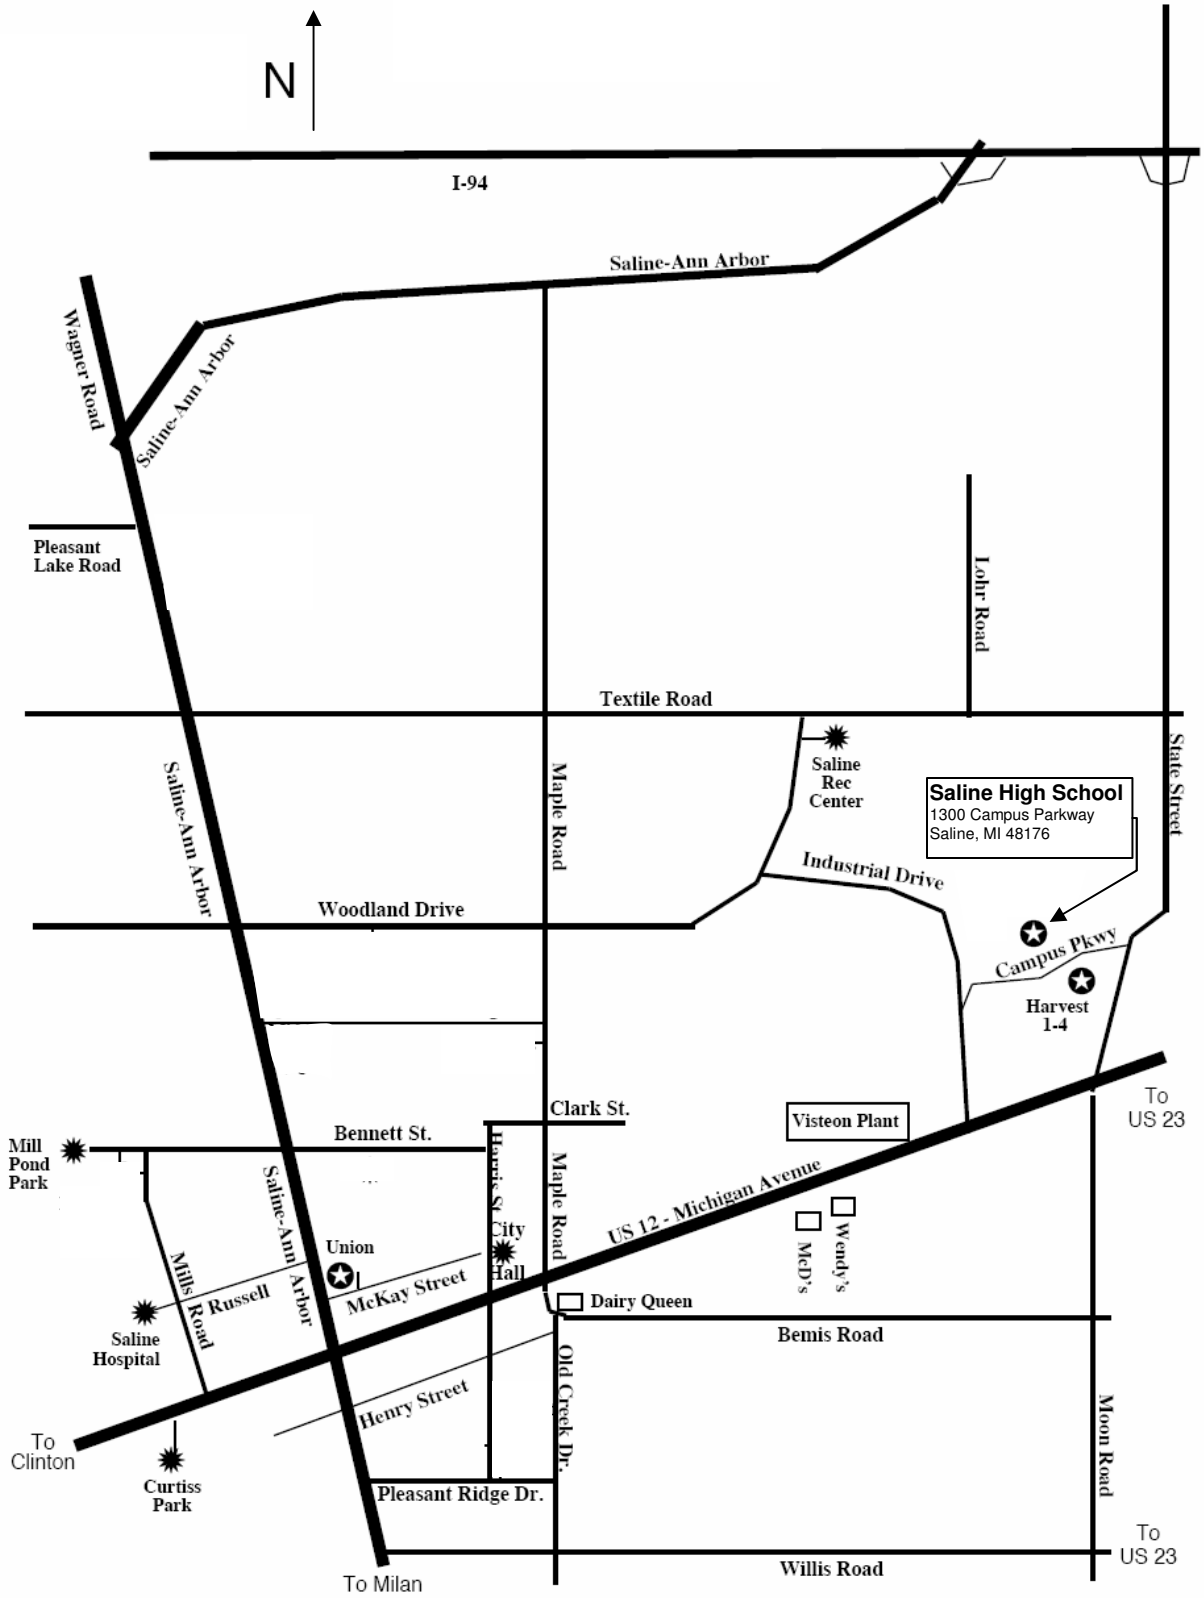 N
I-94
Saline-Ann Arbor
Wagner Road
Saline-Ann Arbor
Pleasant
Lake Road
Lohr Road
Textile Road
Saline
Rec
Center
State Street
Saline High School
1300 Campus Parkway
Saline, MI 48176
Maple Road
Saline-Ann Arbor
Industrial Drive
Woodland Drive
Campus Pkwy
Harvest
1-4
Clark St.
To
US 23
Visteon Plant
Bennett St.
Mill
Pond
Park
Harris St
Maple Road
Saline-Ann Arbor
US 12 - Michigan Avenue
City
Hall
Union
McD's
Wendy's
Mills Road
Russell
McKay Street
Dairy Queen
Saline
Hospital
Bemis Road
Henry Street
Old Creek Dr.
Moon Road
To
Clinton
Curtiss
Park
Pleasant Ridge Dr.
To
US 23
Willis Road
To Milan